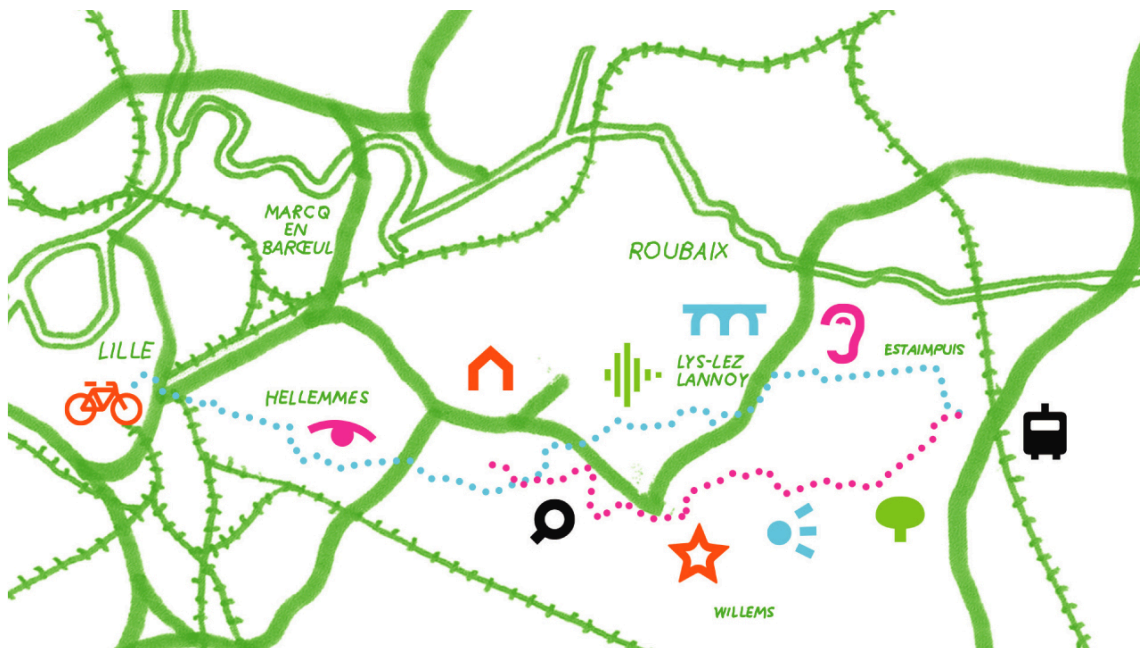 MARCQ
EN
BARŒUL
ROUBAIX
LILLE
LYS-LEZ
LANNOY
ESTAIMPUIS
HELLEMMES
WILLEMS